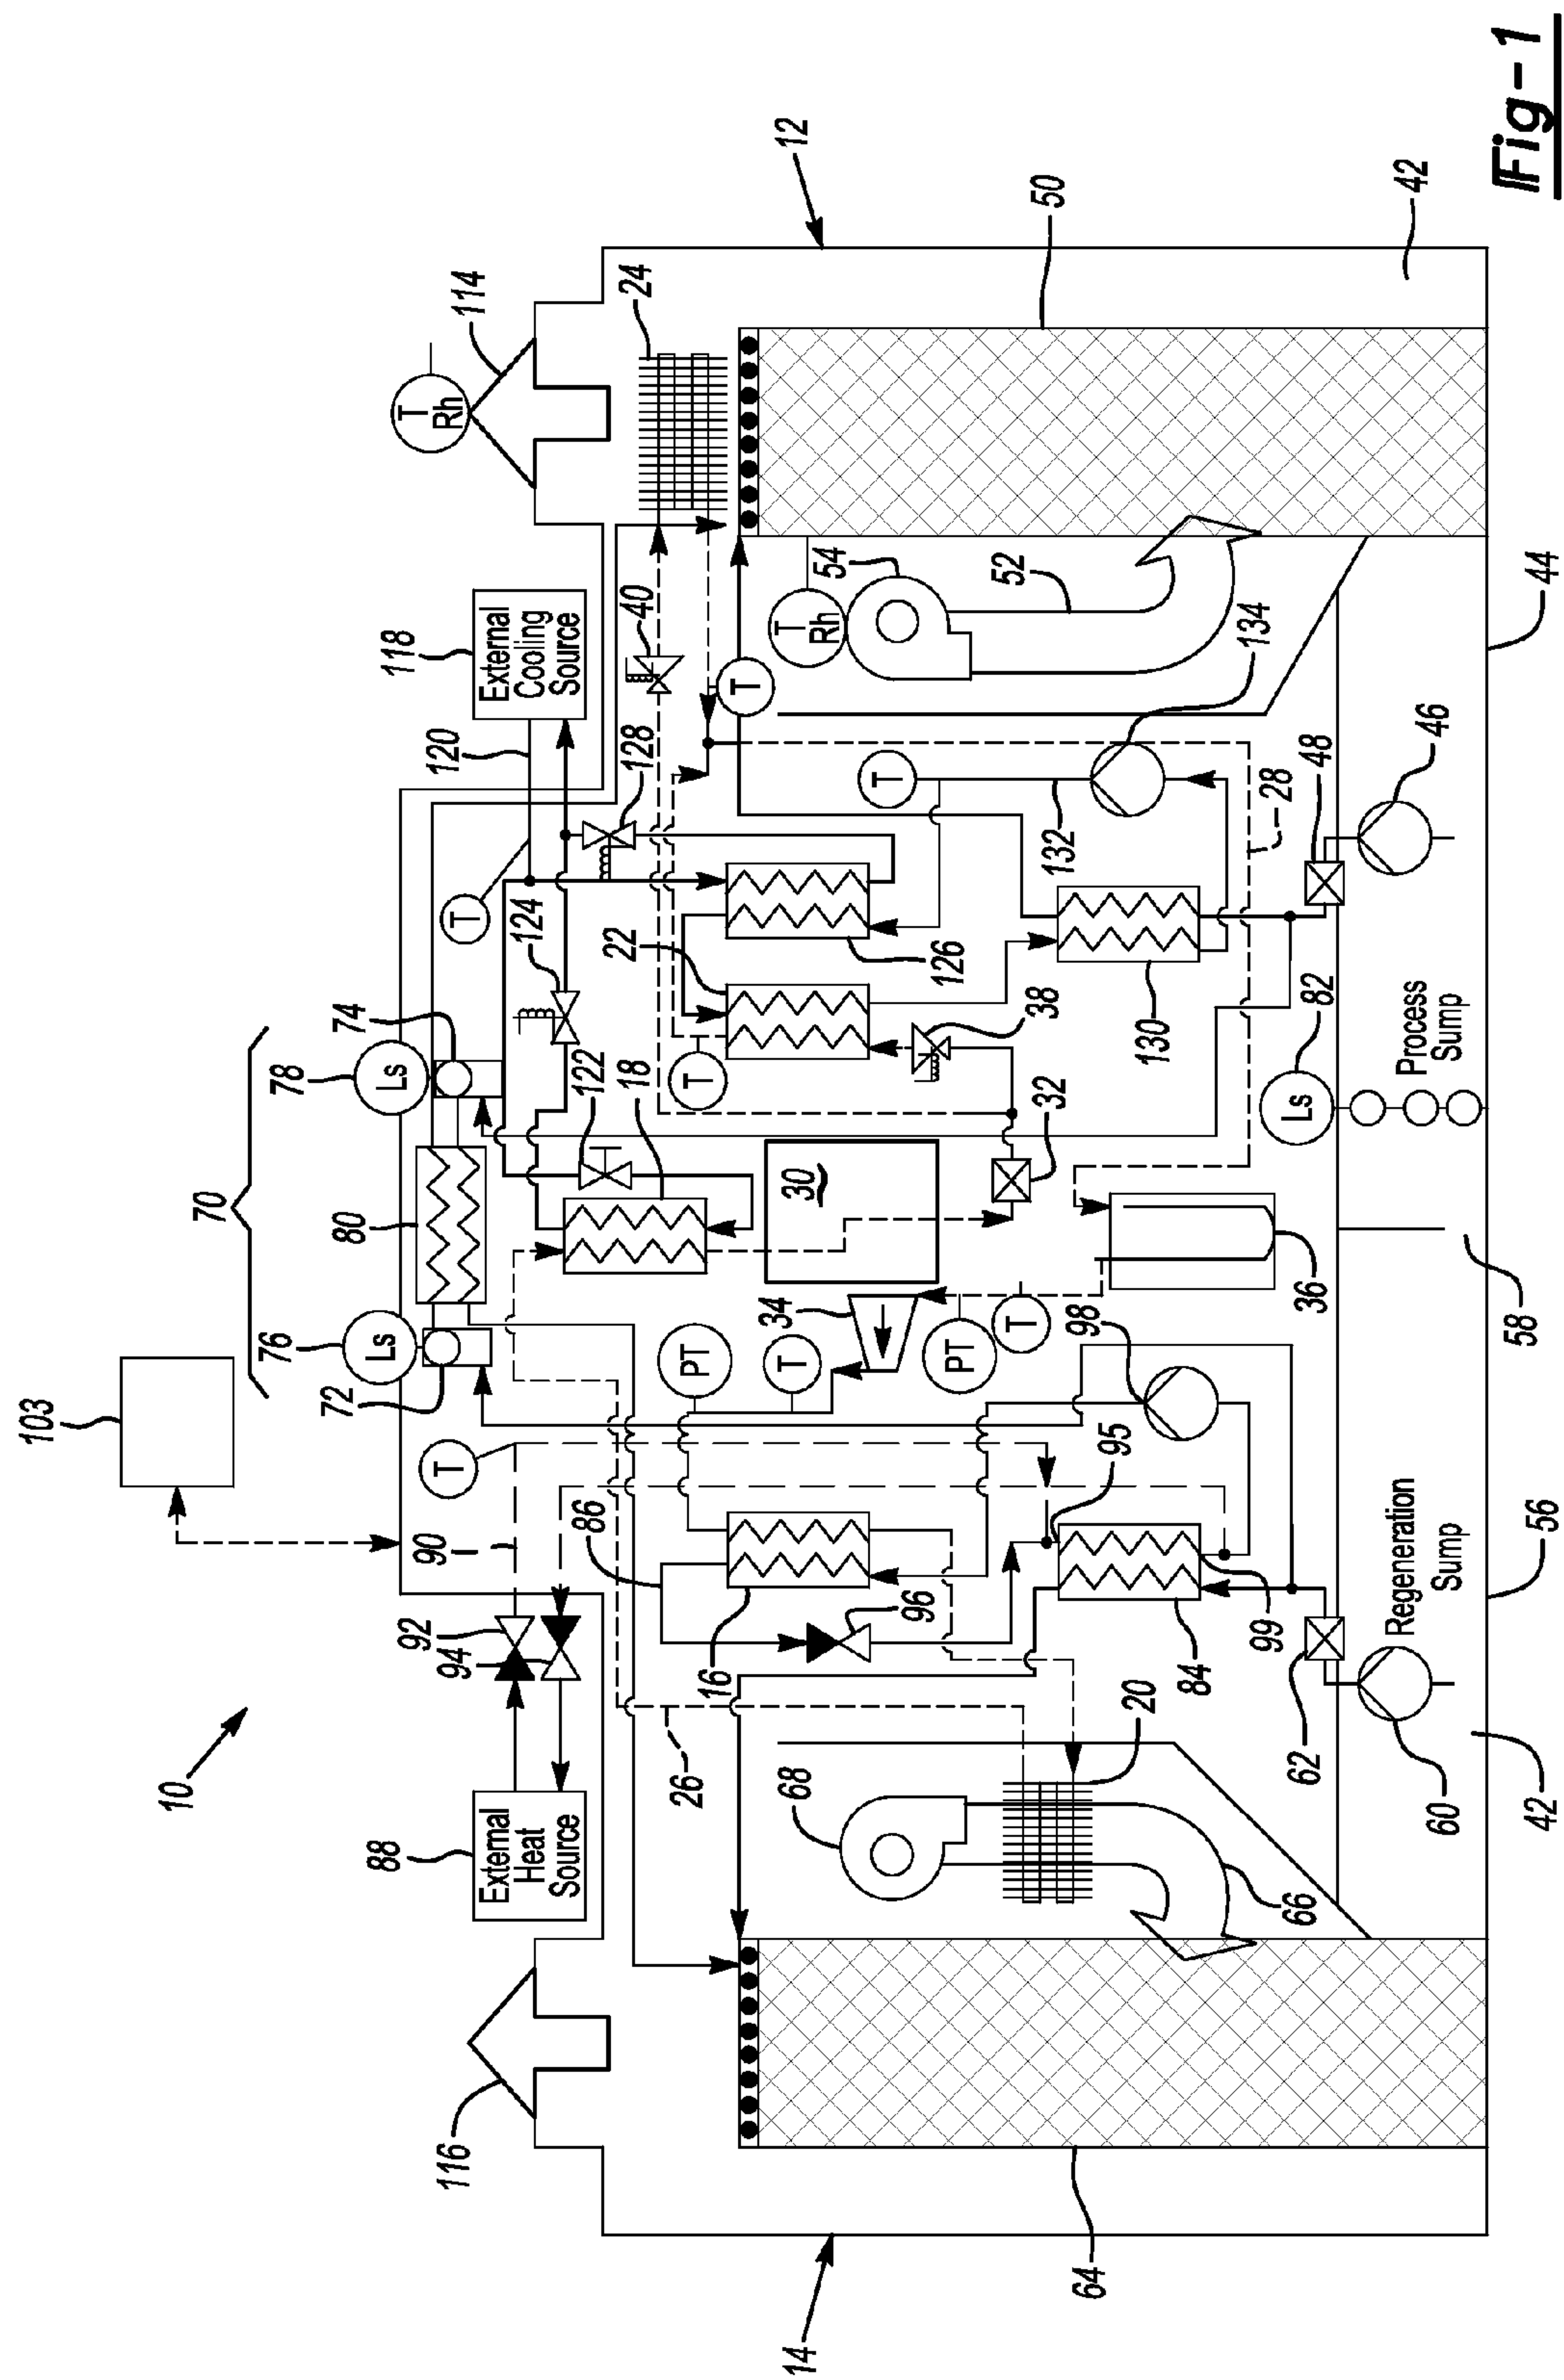 10
103
70
76
78
72
80
74
Ls
Ls
116
88
External
Heat
Source
92
94
90
T
T
124
120
118
External
Cooling
Source
T
Rh
114
12
14
26
86
122
18
22
128
40
24
PT
T
T
T
16
96
34
30
126
T
T
Rh
54
50
68
20
95
98
PT
T
32
38
132
52
134
64
66
84
99
36
130
28
62
60
Regeneration
Sump
82
Ls
Process
Sump
48
46
42
56
58
44
42
Fig-1